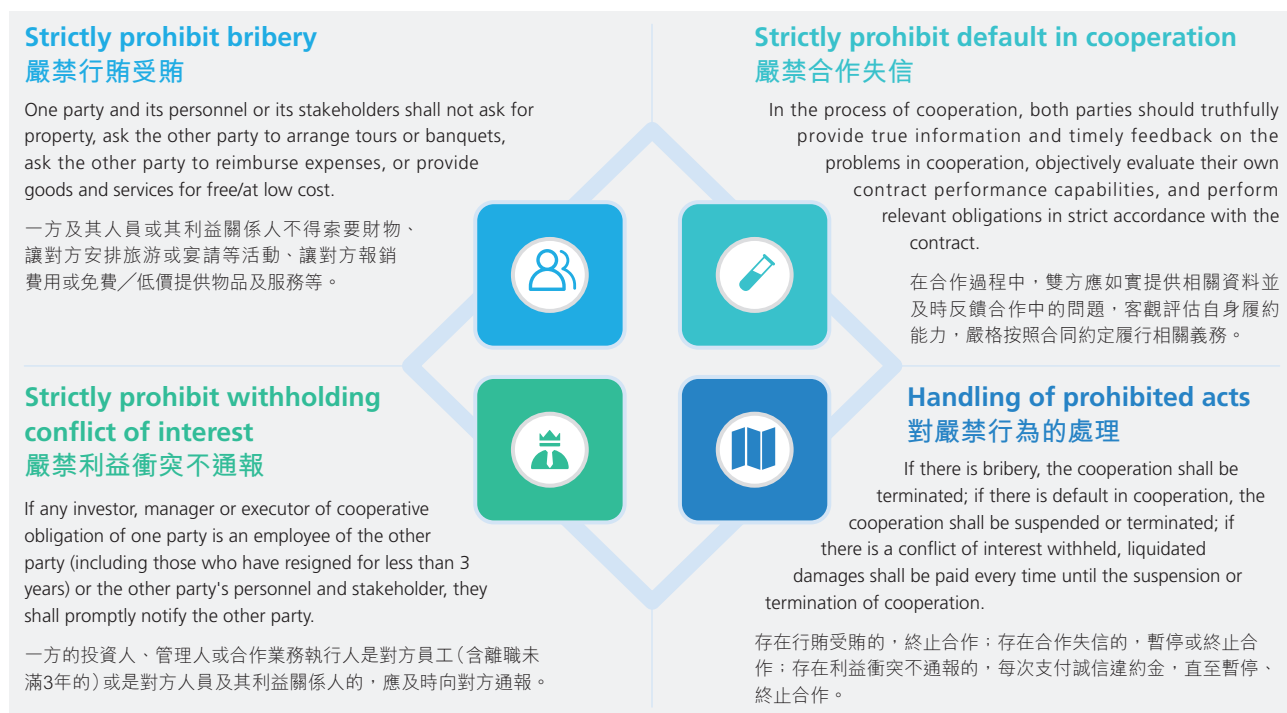 Strictly prohibit bribery
嚴禁行賄受賄
One party and its personnel or its stakeholders shall not ask for
property, ask the other party to arrange tours or banquets,
ask the other party to reimburse expenses, or provide
goods and services for free/at low cost.
一方及其人員或其利益關係人不得索要財物、
讓對方安排旅游或宴請等活動、讓對方報銷
費用或免費／低價提供物品及服務等。
Strictly prohibit default in cooperation
嚴禁合作失信
In the process of cooperation, both parties should truthfully
provide true information and timely feedback on the
problems in cooperation, objectively evaluate their own
contract performance capabilities, and perform
relevant obligations in strict accordance with the
contract.
在合作過程中，雙方應如實提供相關資料並
及時反饋合作中的問題，客觀評估自身履約
能力，嚴格按照合同約定履行相關義務。
Strictly prohibit withholding
conflict of interest
嚴禁利益衝突不通報
If any investor, manager or executor of cooperative
obligation of one party is an employee of the other
party (including those who have resigned for less than 3
years) or the other party's personnel and stakeholder, they
shall promptly notify the other party.
一方的投資人、管理人或合作業務執行人是對方員工（含離職未
滿3年的）或是對方人員及其利益關係人的，應及時向對方通報。
Handling of prohibited acts
對嚴禁行為的處理
If there is bribery, the cooperation shall be
terminated; if there is default in cooperation, the
cooperation shall be suspended or terminated; if
there is a conflict of interest withheld, liquidated
damages shall be paid every time until the suspension or
termination of cooperation.
存在行賄受賄的，終止合作；存在合作失信的，暫停或終止合
作；存在利益衝突不通報的，每次支付誠信違約金，直至暫停、
終止合作。